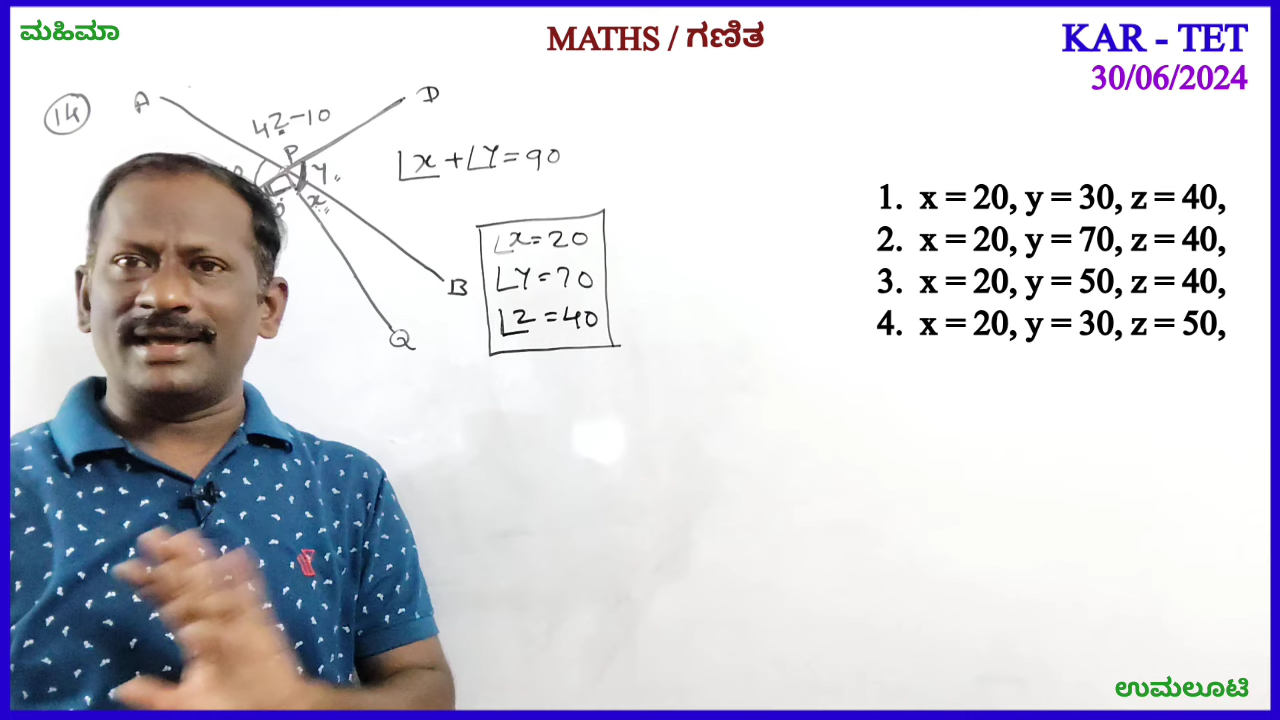 ಮಹಿಮಾ
MATHS / ಗಣಿತ
KAR - TET
30/06/2024
14
A
D
4z-10
P
y
x
B
Q
∠x + ∠y = 90
∠x = 20
∠y = 70
∠z = 40
1. x = 20, y = 30, z = 40,
2. x = 20, y = 70, z = 40,
3. x = 20, y = 50, z = 40,
4. x = 20, y = 30, z = 50,
ಉಮಲೂಟಿ